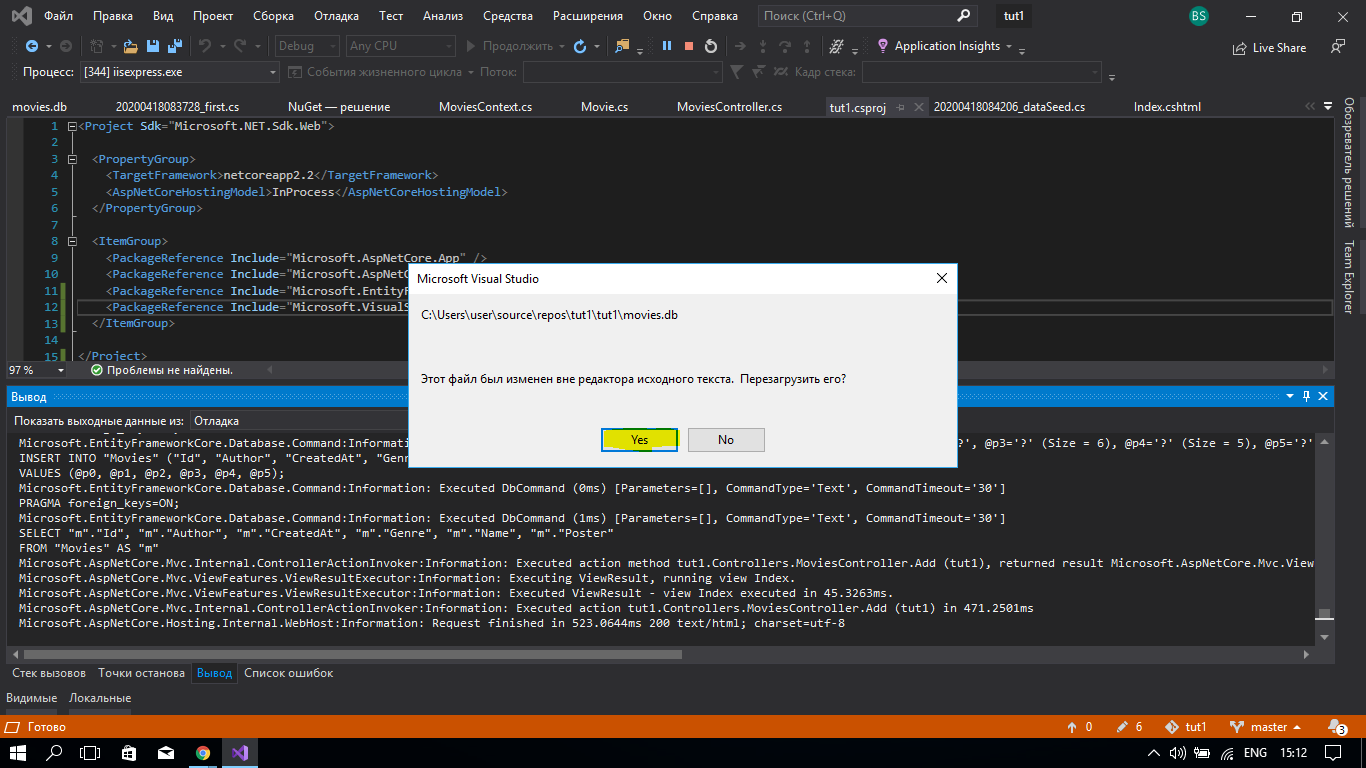 Файл Правка Вид Проект Сборка Отладка Тест Анализ Средства Расширения Окно Справка Поиск (Ctrl+Q) tut1 BS
Debug Any CPU Продолжить Application Insights Live Share
Процесс: [344] iisexpress.exe События жизненного цикла Поток: Кадр стека:
movies.db 20200418083728_first.cs NuGet — решение MoviesContext.cs Movie.cs MoviesController.cs tut1.csproj 20200418084206_dataSeed.cs Index.cshtml
Обозреватель решений
Team Explorer
1 <Project Sdk="Microsoft.NET.Sdk.Web">
2
3 <PropertyGroup>
4 <TargetFramework>netcoreapp2.2</TargetFramework>
5 <AspNetCoreHostingModel>InProcess</AspNetCoreHostingModel>
6 </PropertyGroup>
7
8 <ItemGroup>
9 <PackageReference Include="Microsoft.AspNetCore.App" />
10 <PackageReference Include="Microsoft.AspNetC
11 <PackageReference Include="Microsoft.EntityF
12 <PackageReference Include="Microsoft.VisualS
13 </ItemGroup>
14
15 </Project>
Microsoft Visual Studio
C:\Users\user\source\repos\tut1\tut1\movies.db
Этот файл был изменен вне редактора исходного текста. Перезагрузить его?
Yes No
97 % Проблемы не найдены.
Вывод
Показать выходные данные из: Отладка
Microsoft.EntityFrameworkCore.Database.Command:Informati ?', @p3='?' (Size = 6), @p4='?' (Size = 5), @p5='?'
INSERT INTO "Movies" ("Id", "Author", "CreatedAt", "Genr
VALUES (@p0, @p1, @p2, @p3, @p4, @p5);
Microsoft.EntityFrameworkCore.Database.Command:Information: Executed DbCommand (0ms) [Parameters=[], CommandType='Text', CommandTimeout='30']
PRAGMA foreign_keys=ON;
Microsoft.EntityFrameworkCore.Database.Command:Information: Executed DbCommand (1ms) [Parameters=[], CommandType='Text', CommandTimeout='30']
SELECT "m"."Id", "m"."Author", "m"."CreatedAt", "m"."Genre", "m"."Name", "m"."Poster"
FROM "Movies" AS "m"
Microsoft.AspNetCore.Mvc.Internal.ControllerActionInvoker:Information: Executed action method tut1.Controllers.MoviesController.Add (tut1), returned result Microsoft.AspNetCore.Mvc.View
Microsoft.AspNetCore.Mvc.ViewFeatures.ViewResultExecutor:Information: Executing ViewResult, running view Index.
Microsoft.AspNetCore.Mvc.ViewFeatures.ViewResultExecutor:Information: Executed ViewResult - view Index executed in 45.3263ms.
Microsoft.AspNetCore.Mvc.Internal.ControllerActionInvoker:Information: Executed action tut1.Controllers.MoviesController.Add (tut1) in 471.2501ms
Microsoft.AspNetCore.Hosting.Internal.WebHost:Information: Request finished in 523.0644ms 200 text/html; charset=utf-8
Стек вызовов Точки останова Вывод Список ошибок
Видимые Локальные
Готово 0 6 tut1 master 3
ENG 15:12